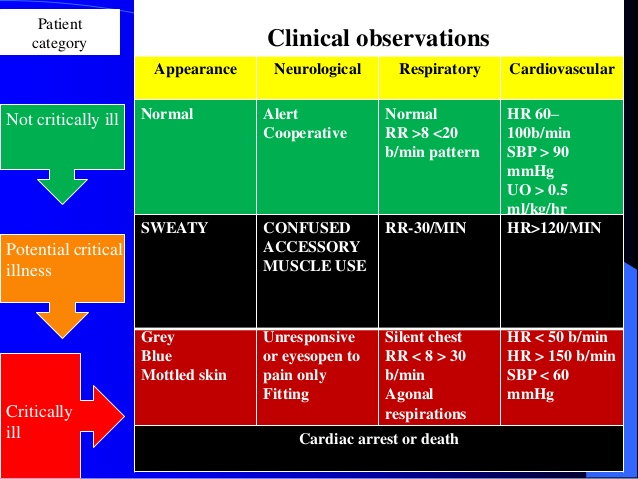 Patient
category
Clinical observations
Appearance
Neurological
Respiratory
Cardiovascular
Not critically ill
Normal
Alert
Cooperative
Normal
RR >8 <20
b/min pattern
HR 60–
100b/min
SBP > 90
mmHg
UO > 0.5
ml/kg/hr
Potential critical
illness
SWEATY
CONFUSED
ACCESSORY
MUSCLE USE
RR-30/MIN
HR>120/MIN
Critically
ill
Grey
Blue
Mottled skin
Unresponsive
or eyesopen to
pain only
Fitting
Silent chest
RR < 8 > 30
b/min
Agonal
respirations
HR < 50 b/min
HR > 150 b/min
SBP < 60
mmHg
Cardiac arrest or death